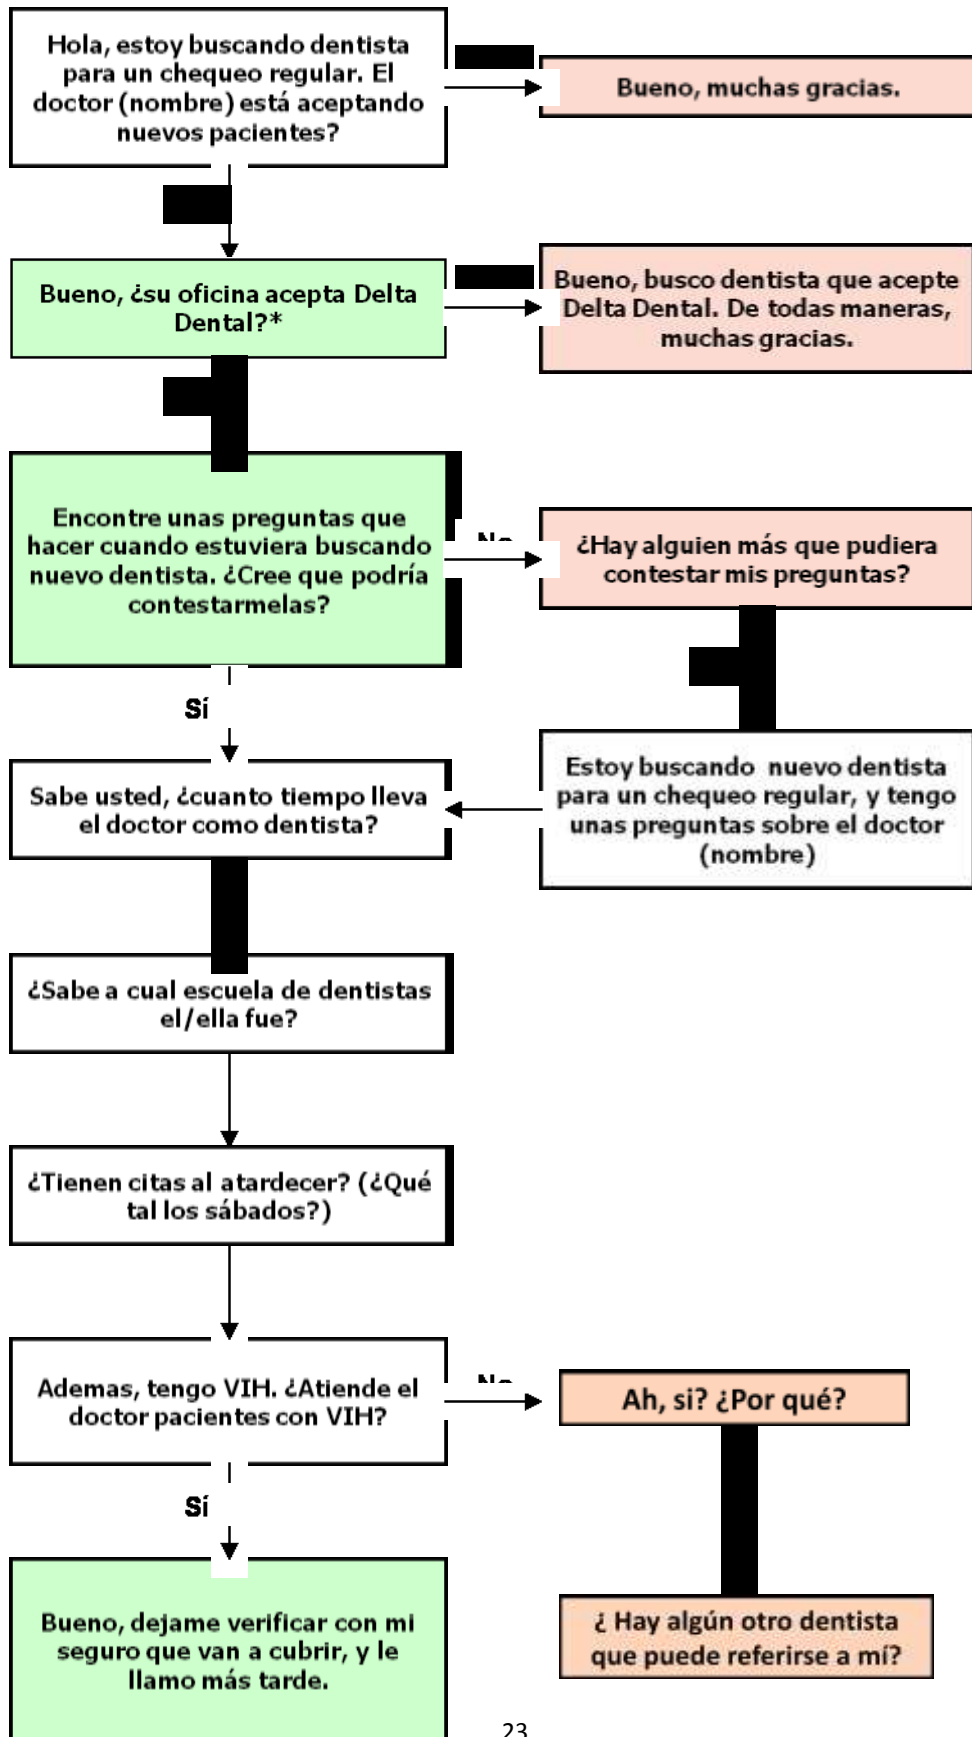 Hola, estoy buscando dentista
para un chequeo regular. El
doctor (nombre) está aceptando
nuevos pacientes?
Bueno, muchas gracias.
Bueno, ¿su oficina acepta Delta
Dental?*
Bueno, busco dentista que acepte
Delta Dental. De todas maneras,
muchas gracias.
Encontre unas preguntas que
hacer cuando estuviera buscando
nuevo dentista. ¿Cree que podría
contestarmelas?
No
¿Hay alguien más que pudiera
contestar mis preguntas?
Sí
Sabe usted, ¿cuanto tiempo lleva
el doctor como dentista?
Estoy buscando nuevo dentista
para un chequeo regular, y tengo
unas preguntas sobre el doctor
(nombre)
¿Sabe a cual escuela de dentistas
el/ella fue?
¿Tienen citas al atardecer? (¿Qué
tal los sábados?)
Ademas, tengo VIH. ¿Atiende el
doctor pacientes con VIH?
No
Ah, si? ¿Por qué?
Sí
Bueno, dejame verificar con mi
seguro que van a cubrir, y le
llamo más tarde.
¿ Hay algún otro dentista
que puede referirse a mí?
23